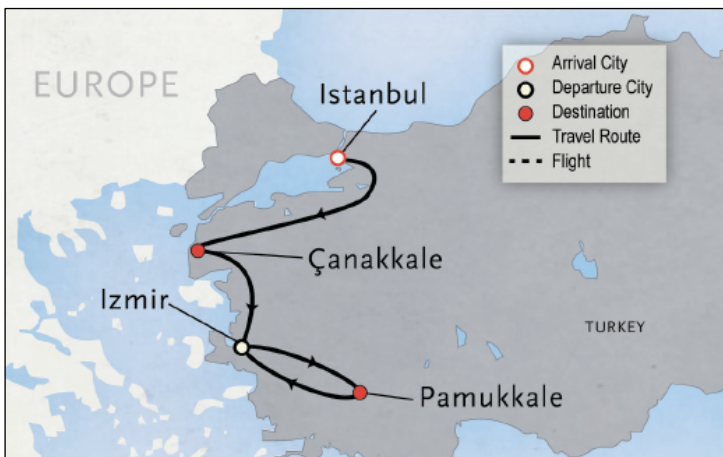 EUROPE
Istanbul
Arrival City
Departure City
Destination
Travel Route
Flight
Çanakkale
Izmir
TURKEY
Pamukkale